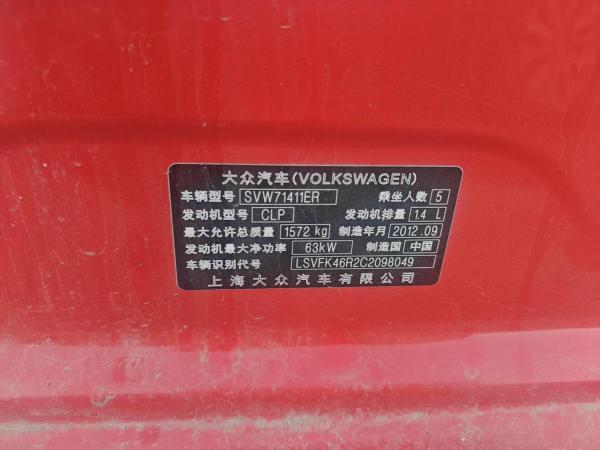 大众汽车(VOLKSWAGEN)
车辆型号 SVW71411ER 乘坐人数 5
发动机型号 CLP 发动机排量 1.4 L
最大允许总质量 1572 kg 制造年月 2012.09
发动机最大净功率 63kW 制造国 中国
车辆识别代号 LSVFK46R2C2098049
上海大众汽车有限公司